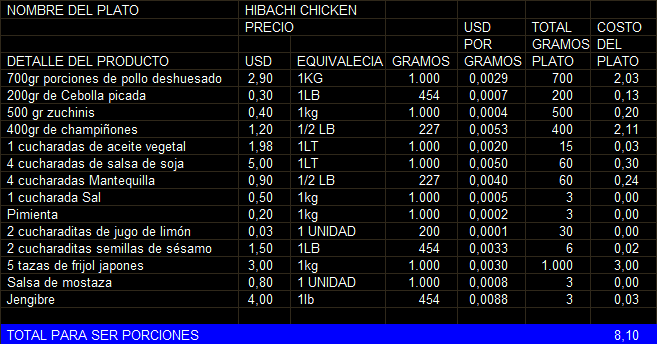 NOMBRE DEL PLATO HIBACHI CHICKEN
PRECIO USD TOTAL COSTO
POR GRAMOS DEL
DETALLE DEL PRODUCTO USD EQUIVALECIA GRAMOS GRAMOS PLATO PLATO
700gr porciones de pollo deshuesado 2,90 1KG 1.000 0,0029 700 2,03
200gr de Cebolla picada 0,30 1LB 454 0,0007 200 0,13
500 gr zuchinis 0,40 1kg 1.000 0,0004 500 0,20
400gr de champiñones 1,20 1/2 LB 227 0,0053 400 2,11
1 cucharadas de aceite vegetal 1,98 1LT 1.000 0,0020 15 0,03
4 cucharadas de salsa de soja 5,00 1LT 1.000 0,0050 60 0,30
4 cucharadas Mantequilla 0,90 1/2 LB 227 0,0040 60 0,24
1 cucharada Sal 0,50 1kg 1.000 0,0005 3 0,00
Pimienta 0,20 1kg 1.000 0,0002 3 0,00
2 cucharaditas de jugo de limón 0,03 1 UNIDAD 200 0,0001 30 0,00
2 cucharaditas semillas de sésamo 1,50 1LB 454 0,0033 6 0,02
5 tazas de frijol japones 3,00 1kg 1.000 0,0030 1.000 3,00
Salsa de mostaza 0,80 1 UNIDAD 1.000 0,0008 3 0,00
Jengibre 4,00 1lb 454 0,0088 3 0,03
TOTAL PARA SER PORCIONES 8,10